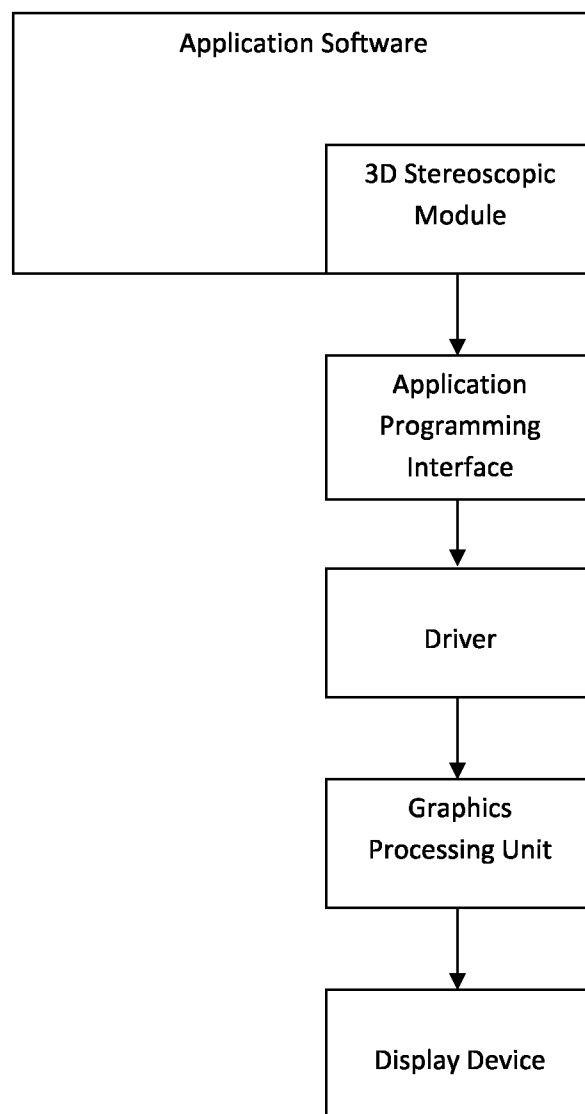 Application Software
3D Stereoscopic
Module
Application
Programming
Interface
Driver
Graphics
Processing Unit
Display Device